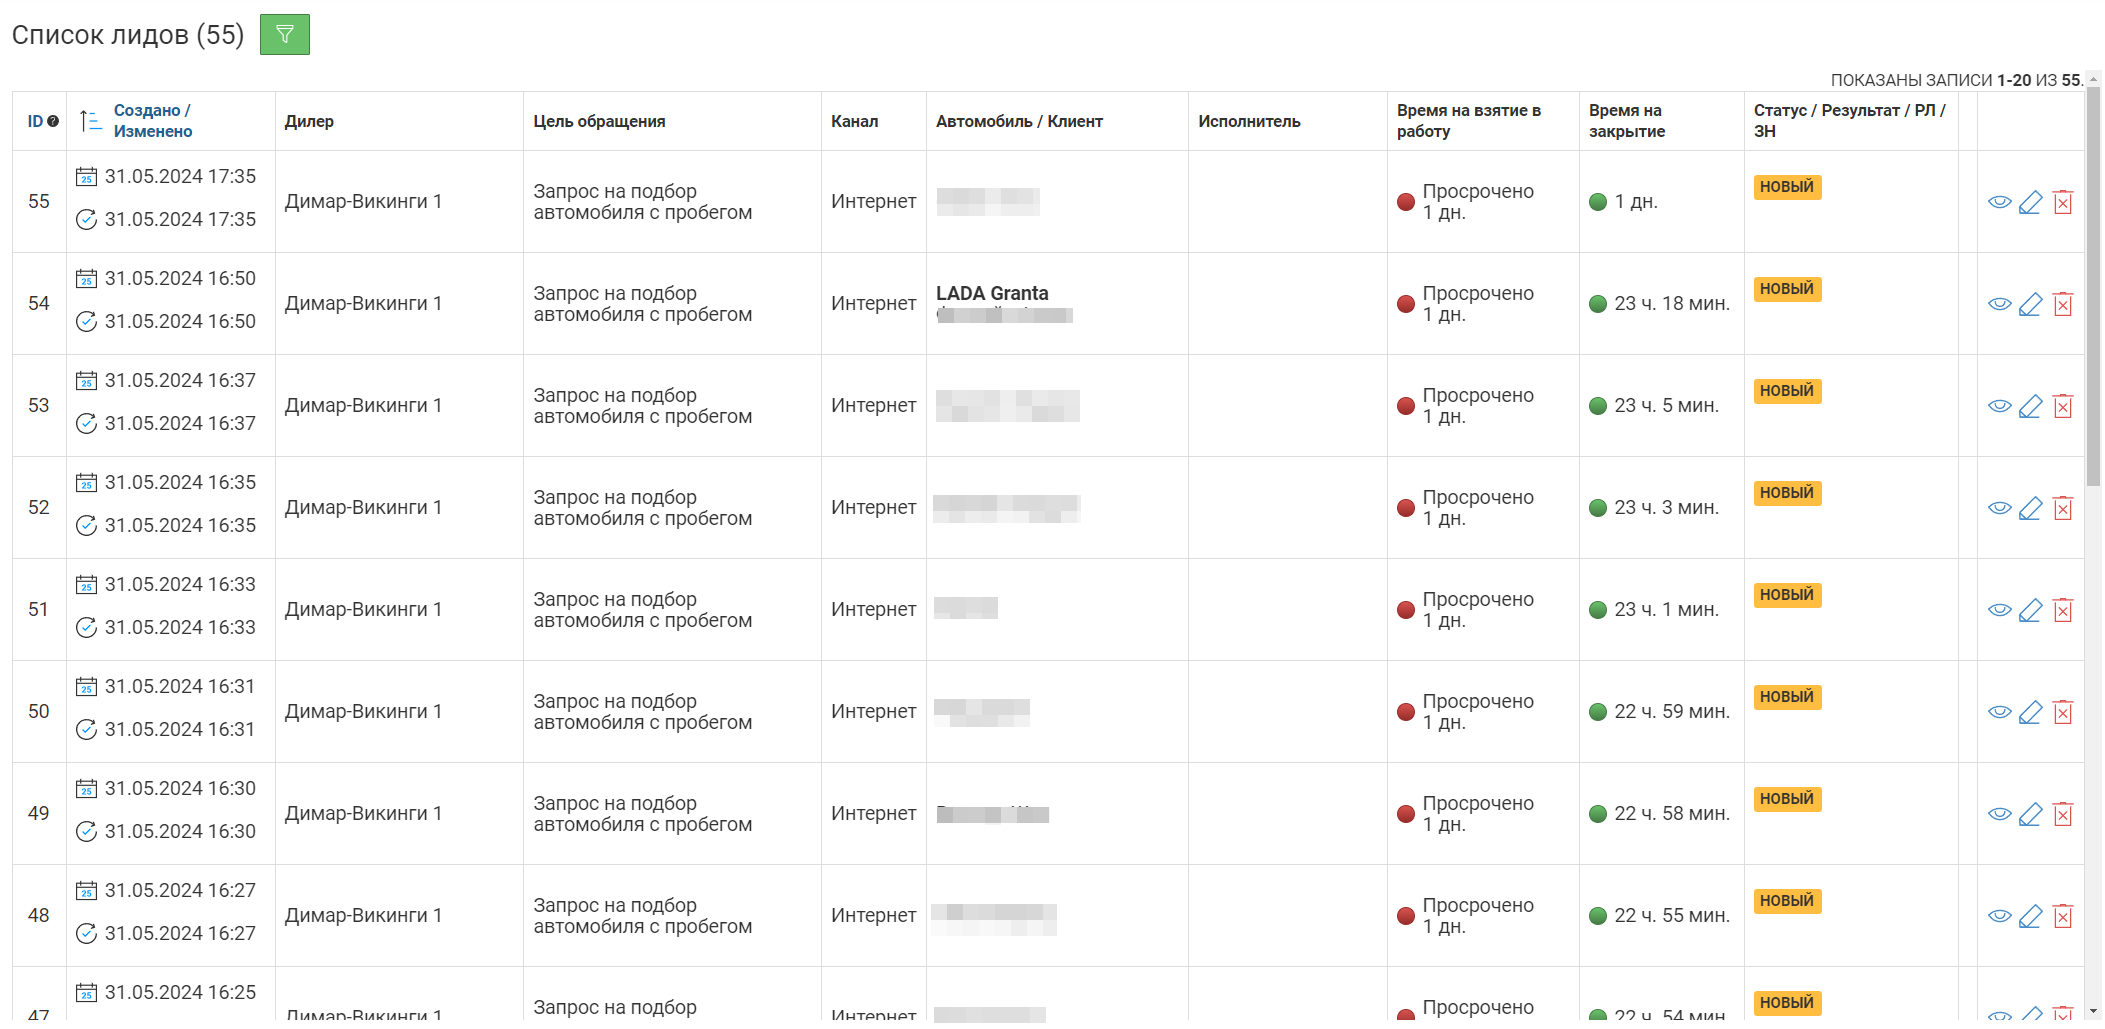 Список лидов (55)
ПОКАЗАНЫ ЗАПИСИ 1-20 ИЗ 55.
ID
Создано /
Изменено
Дилер
Цель обращения
Канал
Автомобиль / Клиент
Исполнитель
Время на взятие в
работу
Время на
закрытие
Статус / Результат / РЛ /
ЗН
55
31.05.2024 17:35
31.05.2024 17:35
Димар-Викинги 1
Запрос на подбор
автомобиля с пробегом
Интернет
Просрочено
1 дн.
1 дн.
НОВЫЙ
54
31.05.2024 16:50
31.05.2024 16:50
Димар-Викинги 1
Запрос на подбор
автомобиля с пробегом
Интернет
LADA Granta
Просрочено
1 дн.
23 ч. 18 мин.
НОВЫЙ
53
31.05.2024 16:37
31.05.2024 16:37
Димар-Викинги 1
Запрос на подбор
автомобиля с пробегом
Интернет
Просрочено
1 дн.
23 ч. 5 мин.
НОВЫЙ
52
31.05.2024 16:35
31.05.2024 16:35
Димар-Викинги 1
Запрос на подбор
автомобиля с пробегом
Интернет
Просрочено
1 дн.
23 ч. 3 мин.
НОВЫЙ
51
31.05.2024 16:33
31.05.2024 16:33
Димар-Викинги 1
Запрос на подбор
автомобиля с пробегом
Интернет
Просрочено
1 дн.
23 ч. 1 мин.
НОВЫЙ
50
31.05.2024 16:31
31.05.2024 16:31
Димар-Викинги 1
Запрос на подбор
автомобиля с пробегом
Интернет
Просрочено
1 дн.
22 ч. 59 мин.
НОВЫЙ
49
31.05.2024 16:30
31.05.2024 16:30
Димар-Викинги 1
Запрос на подбор
автомобиля с пробегом
Интернет
Просрочено
1 дн.
22 ч. 58 мин.
НОВЫЙ
48
31.05.2024 16:27
31.05.2024 16:27
Димар-Викинги 1
Запрос на подбор
автомобиля с пробегом
Интернет
Просрочено
1 дн.
22 ч. 55 мин.
НОВЫЙ
47
31.05.2024 16:25
Димар-Викинги 1
Запрос на подбор
Интернет
Просрочено
22 ч. 54 мин.
НОВЫЙ